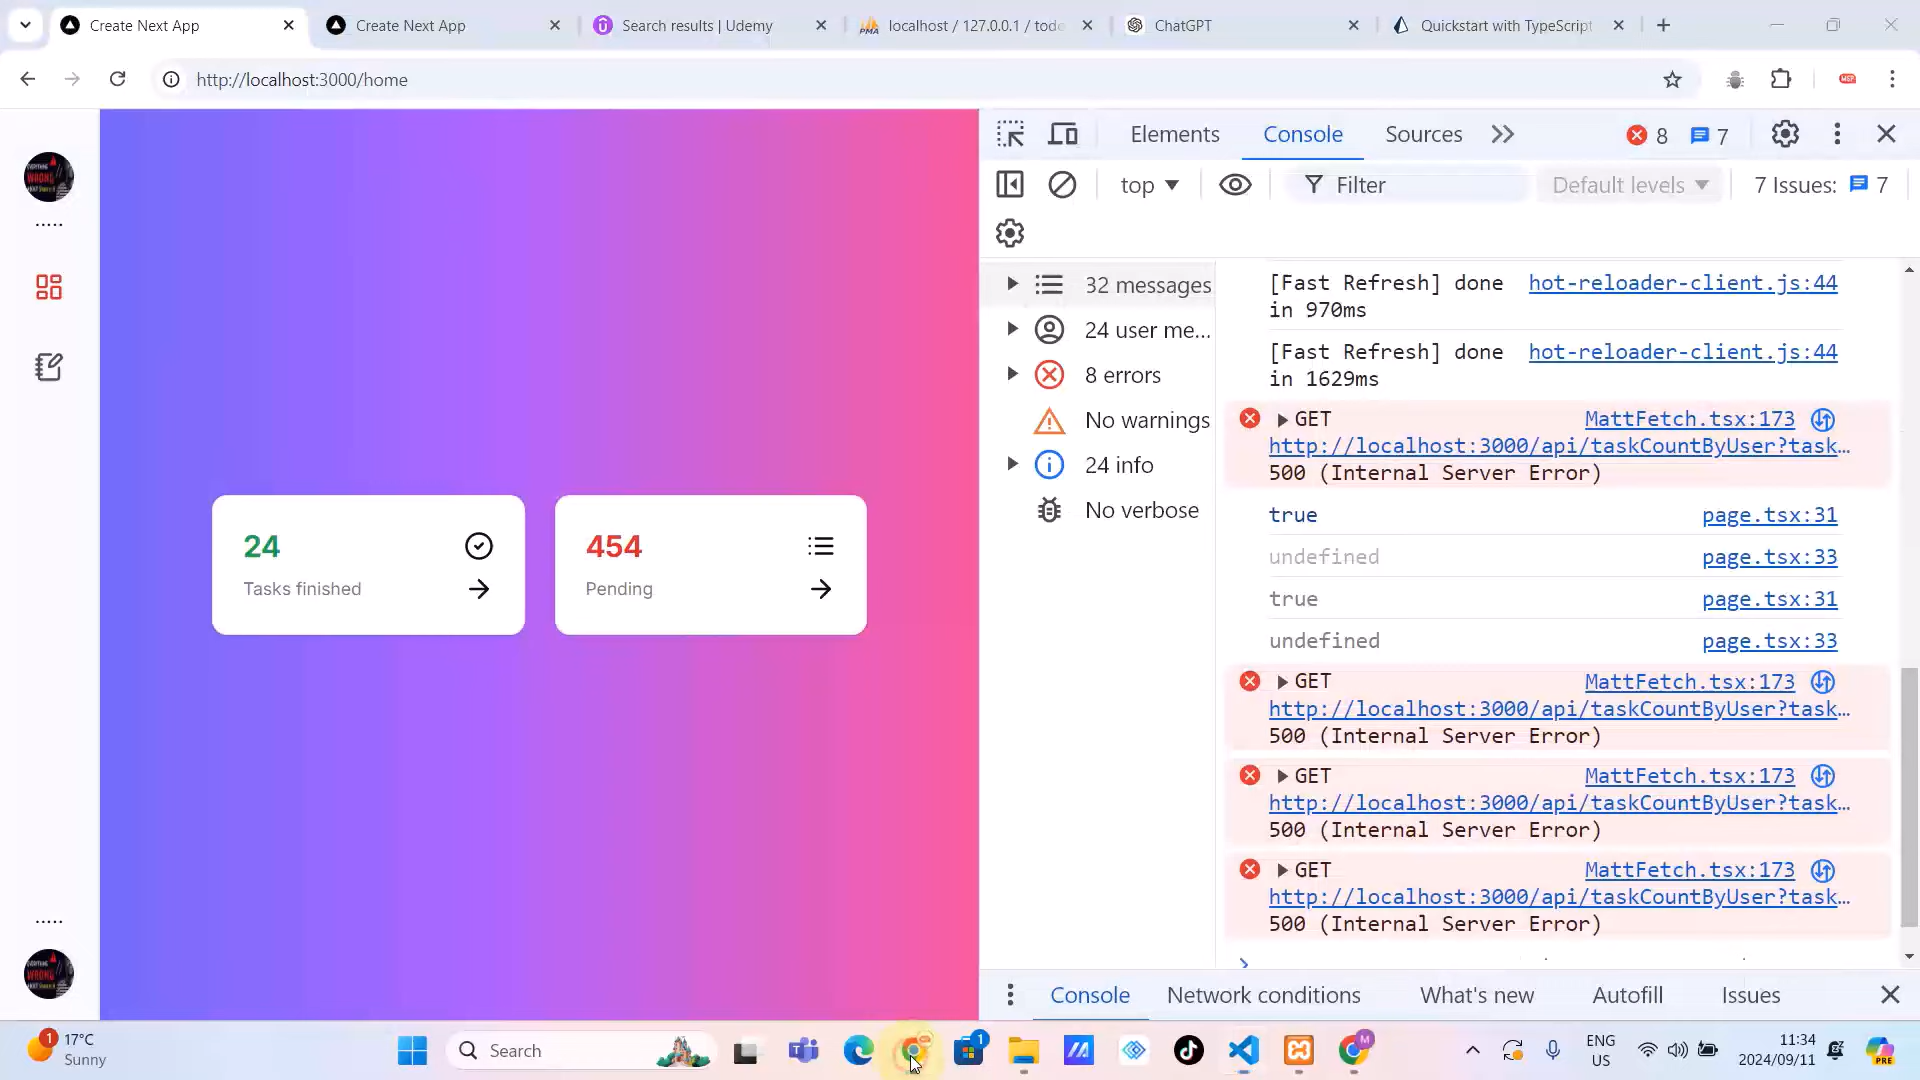 Create Next App
Create Next App
Search results | Udemy
localhost / 127.0.0.1 / tode
ChatGPT
Quickstart with TypeScript
http://localhost:3000/home
Elements
Console
Sources
8
7
top
Filter
Default levels
7 Issues:
7
32 messages
24 user me...
8 errors
No warnings
24 info
No verbose
[Fast Refresh] done hot-reloader-client.js:44
in 970ms
[Fast Refresh] done hot-reloader-client.js:44
in 1629ms
GET MattFetch.tsx:173
http://localhost:3000/api/taskCountByUser?task…
500 (Internal Server Error)
true page.tsx:31
undefined page.tsx:33
true page.tsx:31
undefined page.tsx:33
GET MattFetch.tsx:173
http://localhost:3000/api/taskCountByUser?task…
500 (Internal Server Error)
GET MattFetch.tsx:173
http://localhost:3000/api/taskCountByUser?task…
500 (Internal Server Error)
GET MattFetch.tsx:173
http://localhost:3000/api/taskCountByUser?task…
500 (Internal Server Error)
24
Tasks finished
454
Pending
Console
Network conditions
What's new
Autofill
Issues
1
17°C
Sunny
Search
1
M
ENG
US
11:34
2024/09/11
PRE